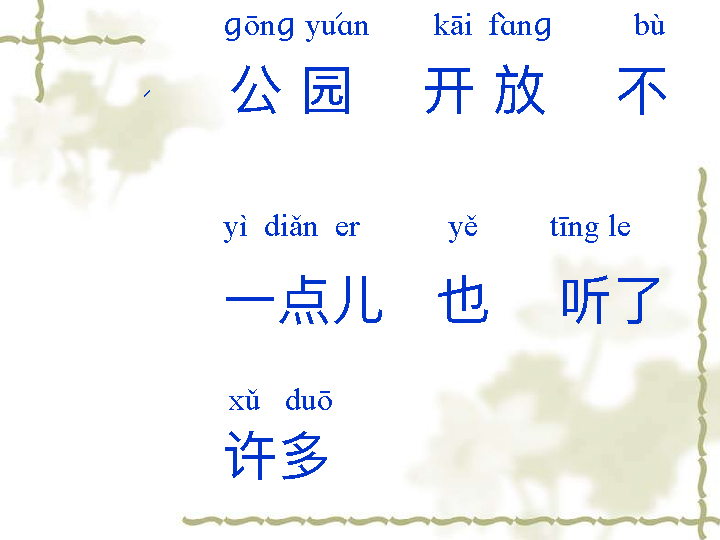 gōng yuán kāi fàng bù
公园 开放 不
yì diǎn er yě tīng le
一点儿 也 听了
xǔ duō
许多